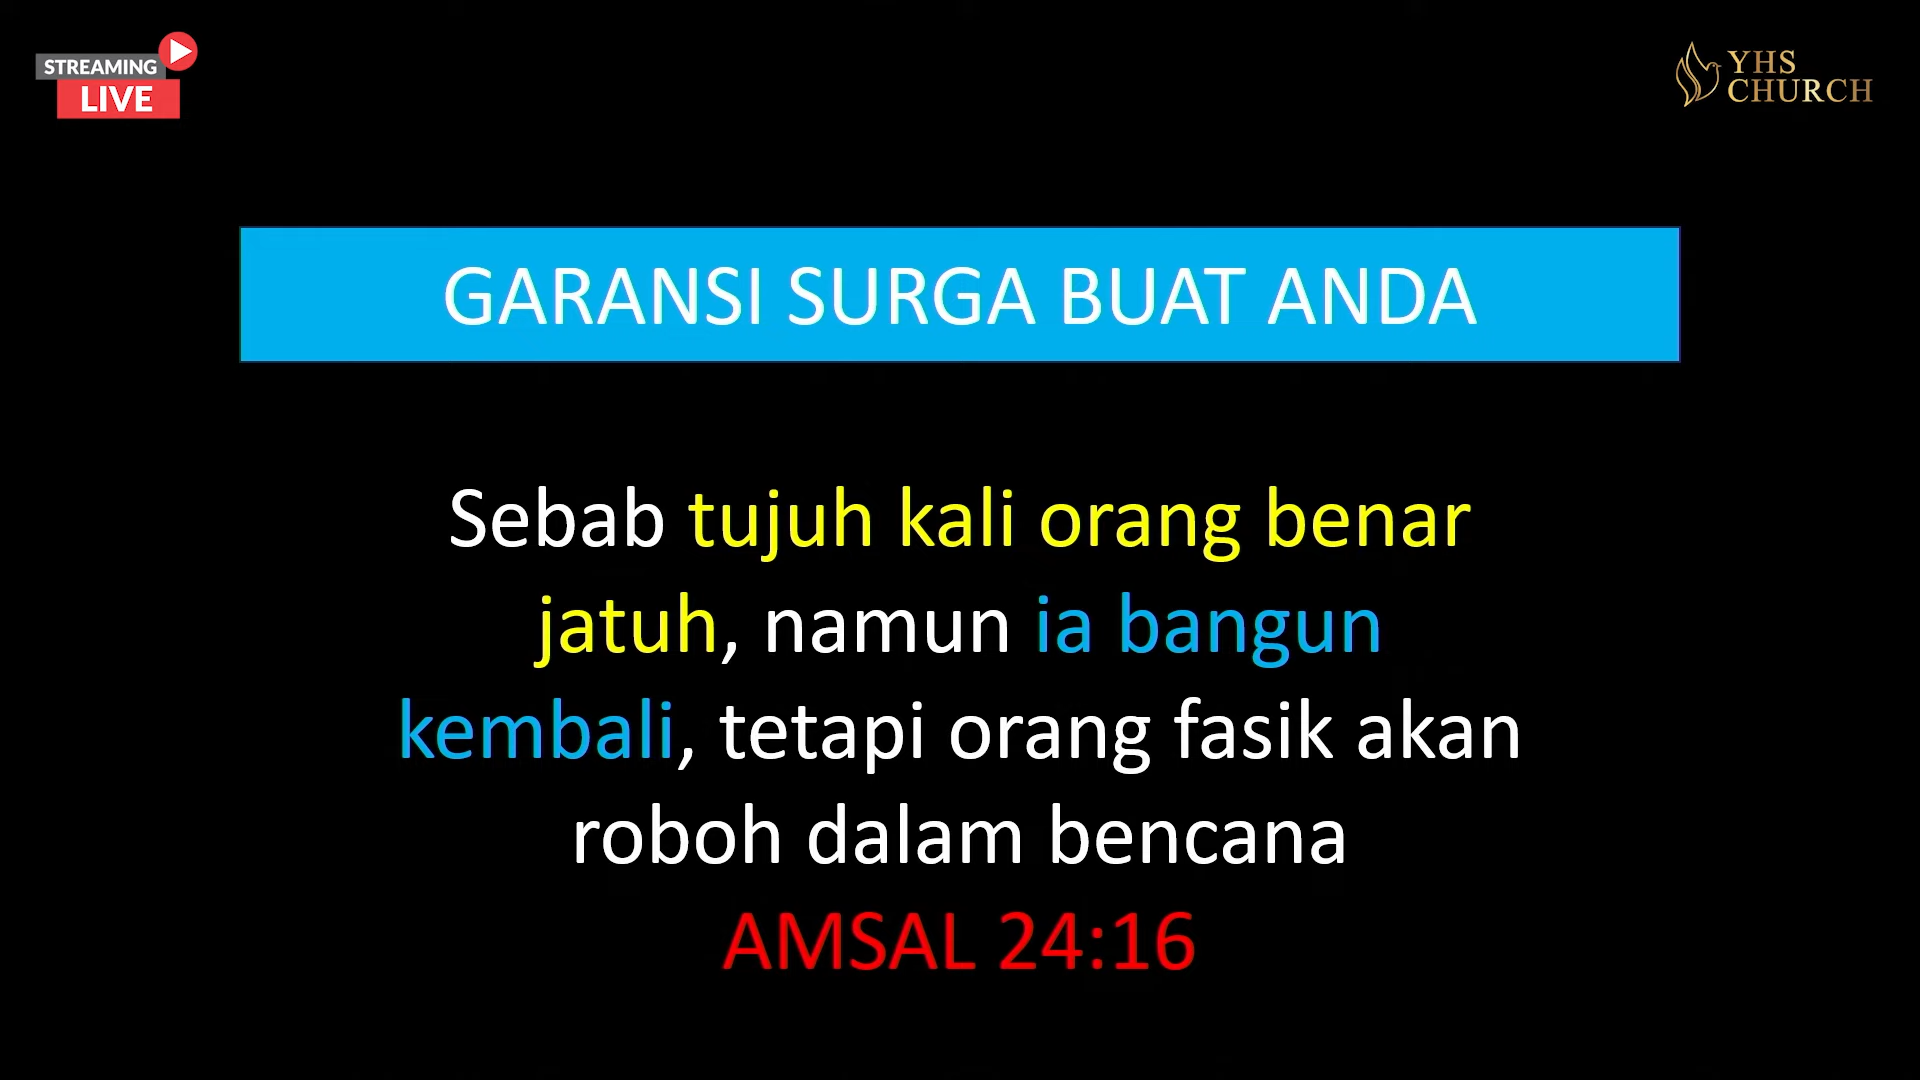 STREAMING
LIVE
YHS
CHURCH
GARANSI SURGA BUAT ANDA
Sebab tujuh kali orang benar
jatuh, namun ia bangun
kembali, tetapi orang fasik akan
roboh dalam bencana
AMSAL 24:16